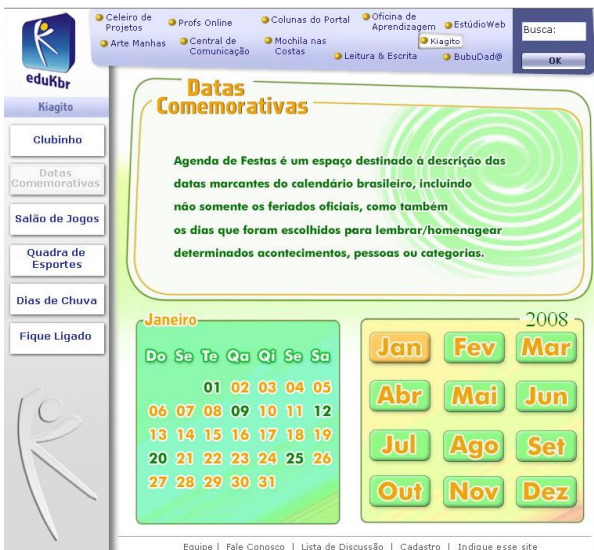 Celeiro de Projetos
Profs Online
Colunas do Portal
Oficina de Aprendizagem
EstúdioWeb
Arte Manhas
Central de Comunicação
Mochila nas Costas
Leitura & Escrita
Kiagito
BubuDad@
Busca:
OK
eduKbr
Kiagito
Clubinho
Datas
Comemorativas
Salão de Jogos
Quadra de
Esportes
Dias de Chuva
Fique Ligado
Datas
Comemorativas
Agenda de Festas é um espaço destinado à descrição das
datas marcantes do calendário brasileiro, incluindo
não somente os feriados oficiais, como também
os dias que foram escolhidos para lembrar/homenagear
determinados acontecimentos, pessoas ou categorias.
Janeiro
Do Se Te Qa Qi Se Sa
01 02 03 04 05
06 07 08 09 10 11 12
13 14 15 16 17 18 19
20 21 22 23 24 25 26
27 28 29 30 31
2008
Jan Fev Mar
Abr Mai Jun
Jul Ago Set
Out Nov Dez
Equipe | Fale Conosco | Lista de Discussão | Cadastro | Indique esse site